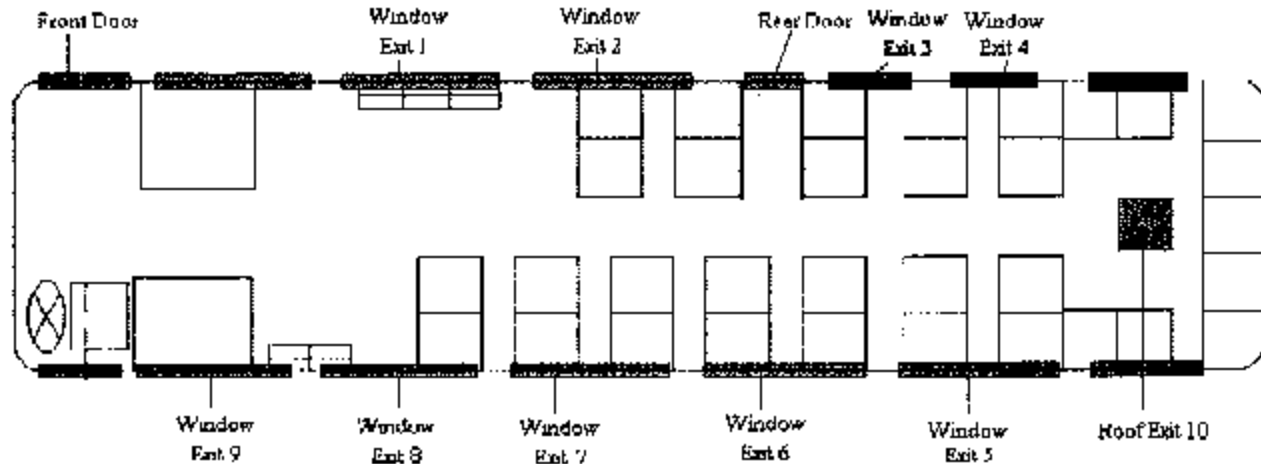 Front Door
Window
Exit 1
Window
Exit 2
Rear Door
Window
Exit 3
Window
Exit 4
Window
Exit 9
Window
Exit 8
Window
Exit 7
Window
Exit 6
Window
Exit 5
Roof Exit 10